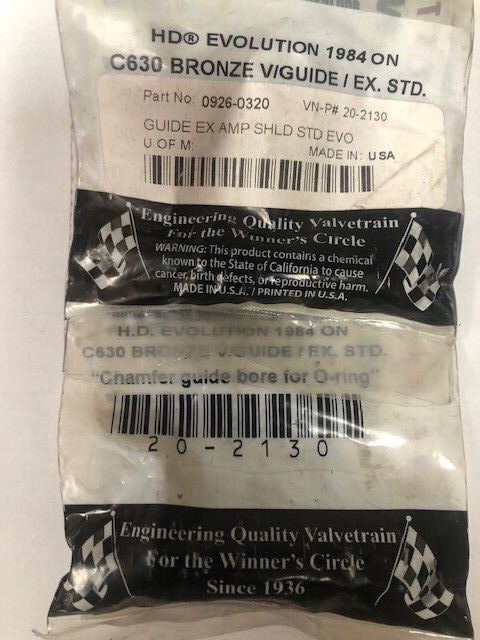 HD® EVOLUTION 1984 ON
C630 BRONZE V/GUIDE / EX. STD.
Part No: 0926-0320 VN-P# 20-2130
GUIDE EX AMP SHLD STD EVO
U OF M: MADE IN: USA
Engineering Quality Valvetrain
For the Winner's Circle
WARNING: This product contains a chemical
known to the State of California to cause
cancer, birth defects, or reproductive harm.
MADE IN U.S.A. / PRINTED IN U.S.A.
H.D. EVOLUTION 1984 ON
C630 BRONZE V/GUIDE / EX. STD.
"Chamfer guide bore for O-ring"
20-2130
Engineering Quality Valvetrain
For the Winner's Circle
Since 1936